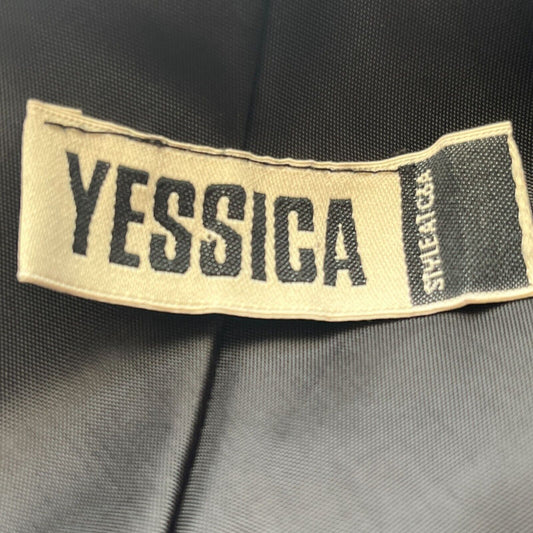 YESSICA
STYLE AT C&A